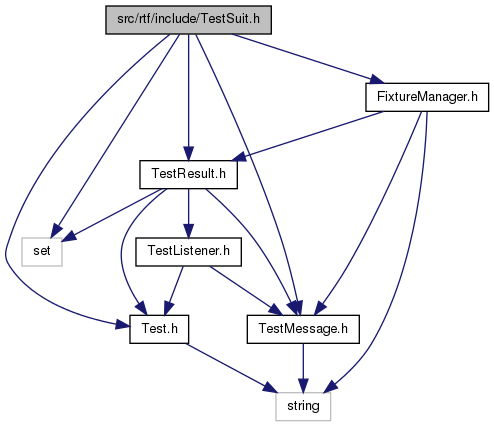 src/rtf/include/TestSuit.h
FixtureManager.h
TestResult.h
set
TestListener.h
Test.h
TestMessage.h
string